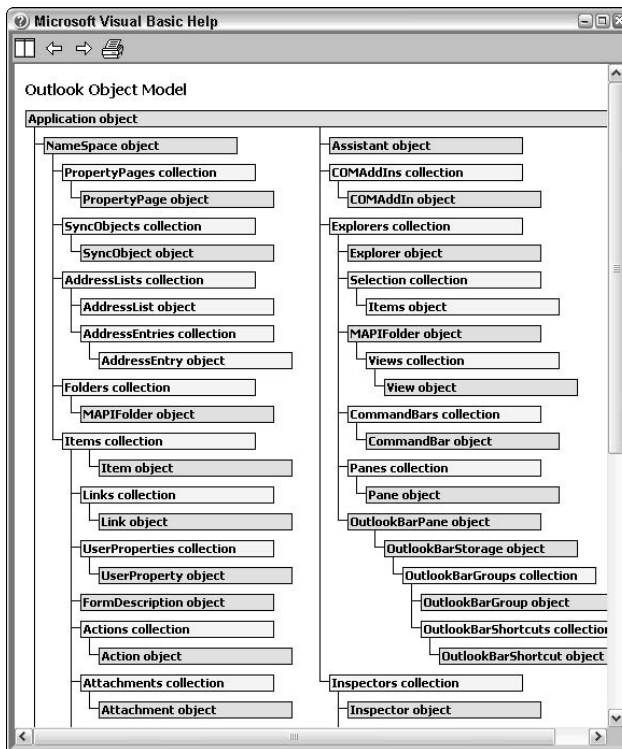 Microsoft Visual Basic Help
Outlook Object Model
Application object
NameSpace object
PropertyPages collection
PropertyPage object
SyncObjects collection
SyncObject object
AddressLists collection
AddressList object
AddressEntries collection
AddressEntry object
Folders collection
MAPIFolder object
Items collection
Item object
Links collection
Link object
UserProperties collection
UserProperty object
FormDescription object
Actions collection
Action object
Attachments collection
Attachment object
Assistant object
COMAddIns collection
COMAddIn object
Explorers collection
Explorer object
Selection collection
Items object
MAPIFolder object
Views collection
View object
CommandBars collection
CommandBar object
Panes collection
Pane object
OutlookBarPane object
OutlookBarStorage object
OutlookBarGroups collection
OutlookBarGroup object
OutlookBarShortcuts collection
OutlookBarShortcut object
Inspectors collection
Inspector object